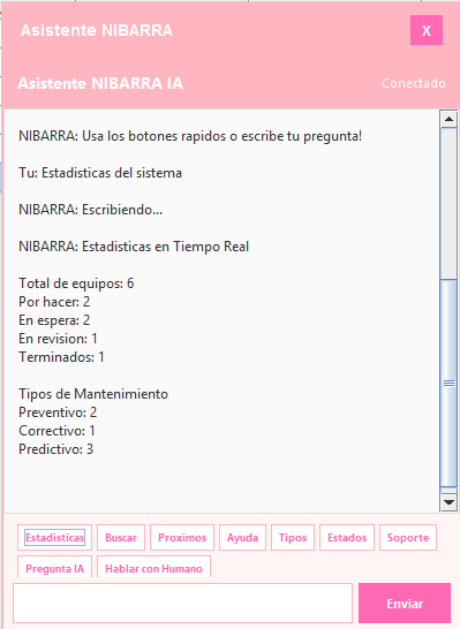 Asistente NIBARRA
X
Asistente NIBARRA IA
Conectado
NIBARRA: Usa los botones rapidos o escribe tu pregunta!
Tu: Estadisticas del sistema
NIBARRA: Escribiendo...
NIBARRA: Estadisticas en Tiempo Real
Total de equipos: 6
Por hacer: 2
En espera: 2
En revision: 1
Terminados: 1
Tipos de Mantenimiento
Preventivo: 2
Correctivo: 1
Predictivo: 3
Estadisticas Buscar Proximos Ayuda Tipos Estados Soporte
Pregunta IA Hablar con Humano
Enviar